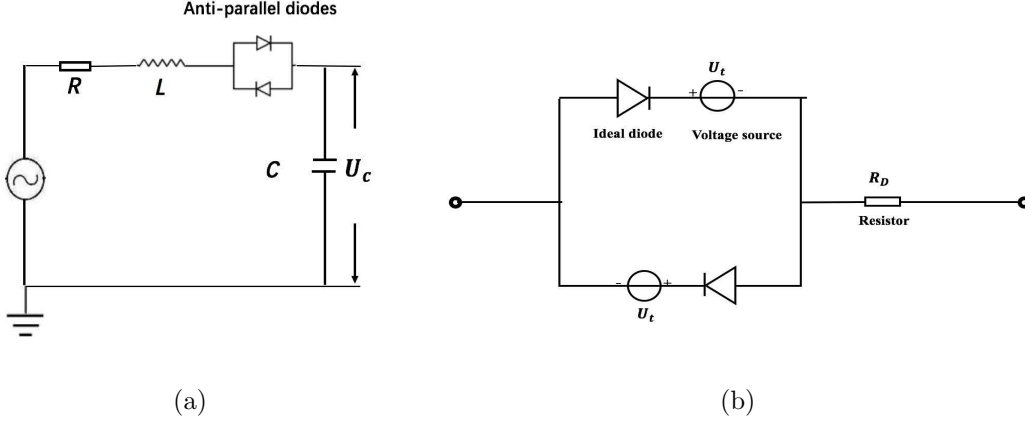 Anti-parallel diodes
R
L
C
U_c
(a)
U_t
+
-
Ideal diode
Voltage source
R_D
Resistor
-
+
U_t
(b)